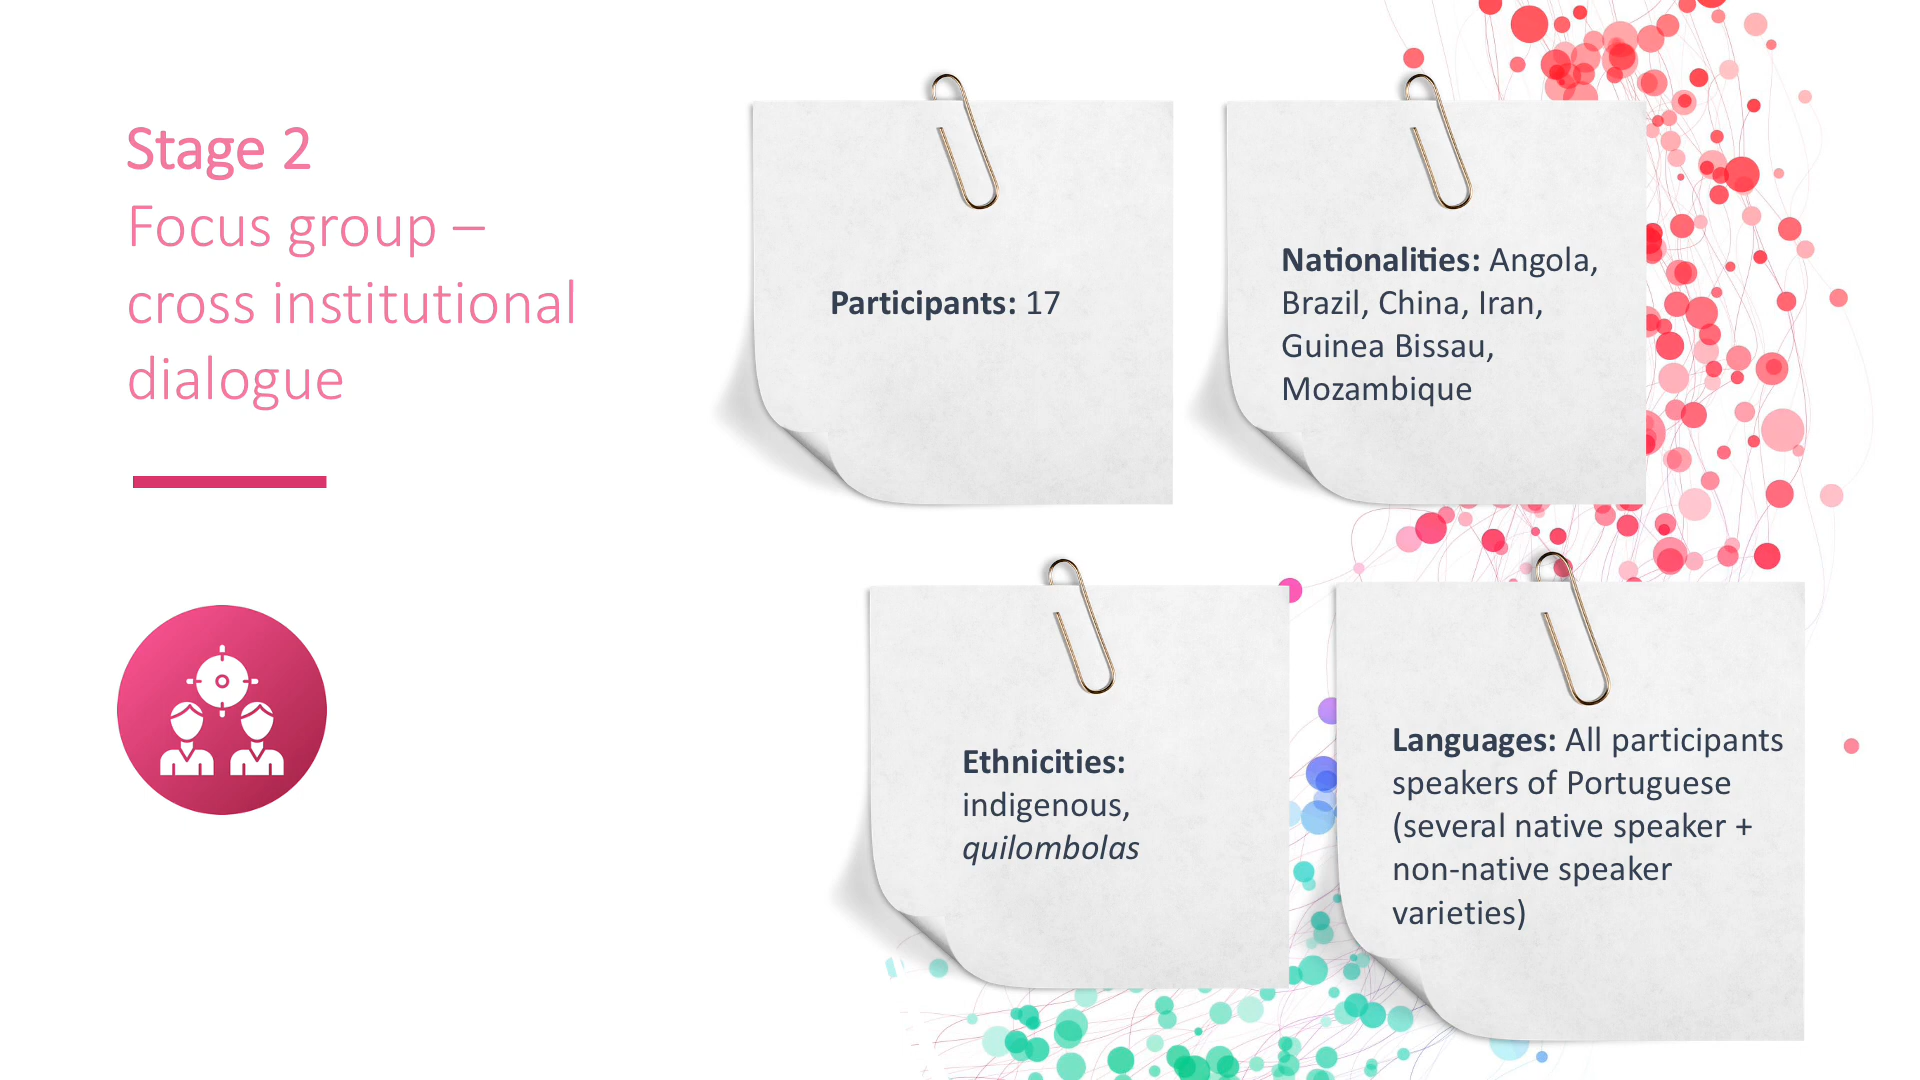 Stage 2
Focus group –
cross institutional
dialogue
Participants: 17
Nationalities: Angola,
Brazil, China, Iran,
Guinea Bissau,
Mozambique
Ethnicities:
indigenous,
quilombolas
Languages: All participants
speakers of Portuguese
(several native speaker +
non-native speaker
varieties)